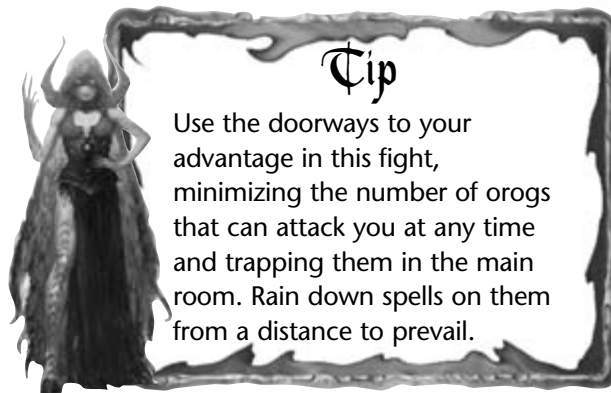 Tip
Use the doorways to your
advantage in this fight,
minimizing the number of orogs
that can attack you at any time
and trapping them in the main
room. Rain down spells on them
from a distance to prevail.